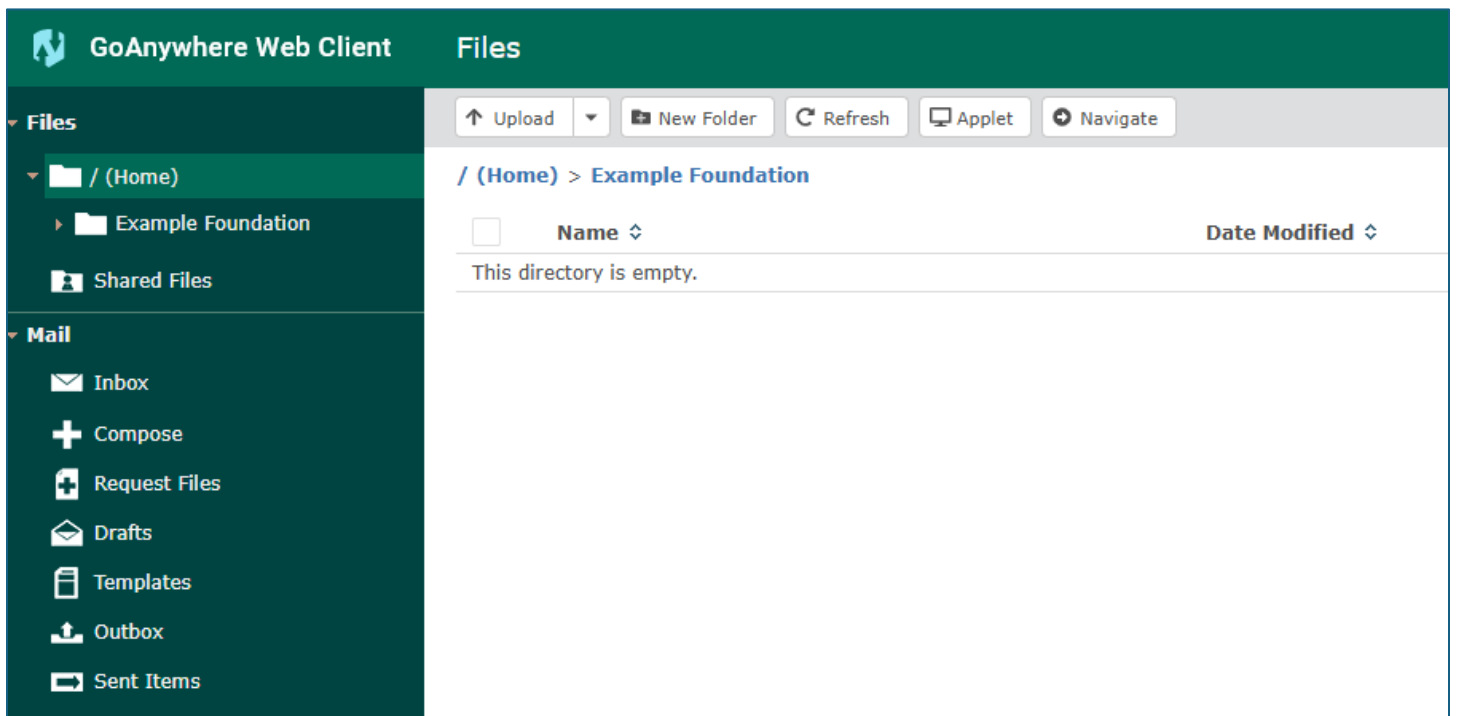 GoAnywhere Web Client
Files
Files
/ (Home)
Example Foundation
Shared Files
Mail
Inbox
Compose
Request Files
Drafts
Templates
Outbox
Sent Items
Upload New Folder Refresh Applet Navigate
/ (Home) > Example Foundation
Name Date Modified
This directory is empty.